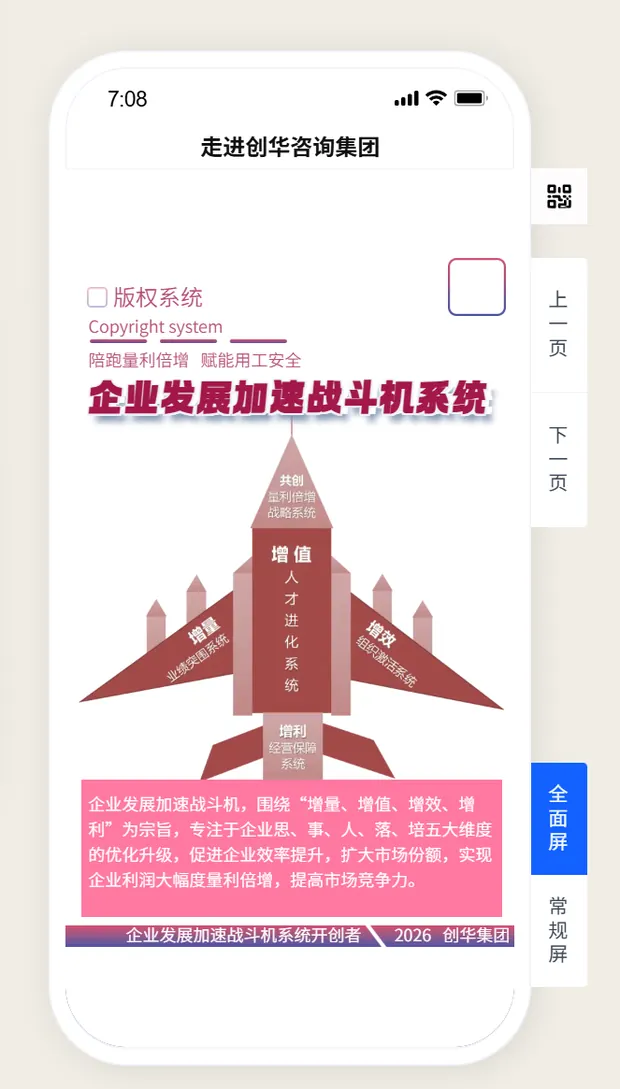 7:08
走进创华咨询集团
版权系统
Copyright system
陪跑量利倍增 赋能用工安全
企业发展加速战斗机系统
共创
量利倍增
战略系统
增值
人才进化系统
增量
业绩突围系统
增效
组织激活系统
增利
经营保障
系统
企业发展加速战斗机，围绕“增量、增值、增效、增
利”为宗旨，专注于企业思、事、人、落、培五大维度
的优化升级，促进企业效率提升，扩大市场份额，实现
企业利润大幅度量利倍增，提高市场竞争力。
企业发展加速战斗机系统开创者 2026 创华集团
上一页
下一页
全面屏
常规屏